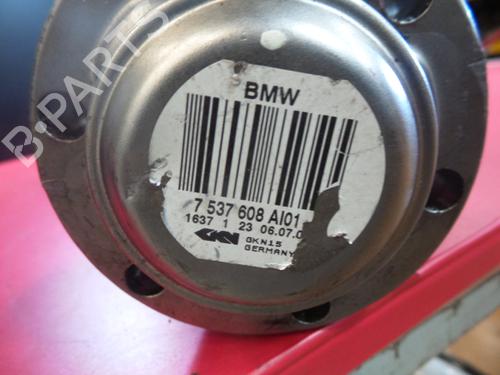 BMW
7 537 608 AI01
1637 1 23 06.07.0
GKN
GKN15
GERMANY
B-PARTS